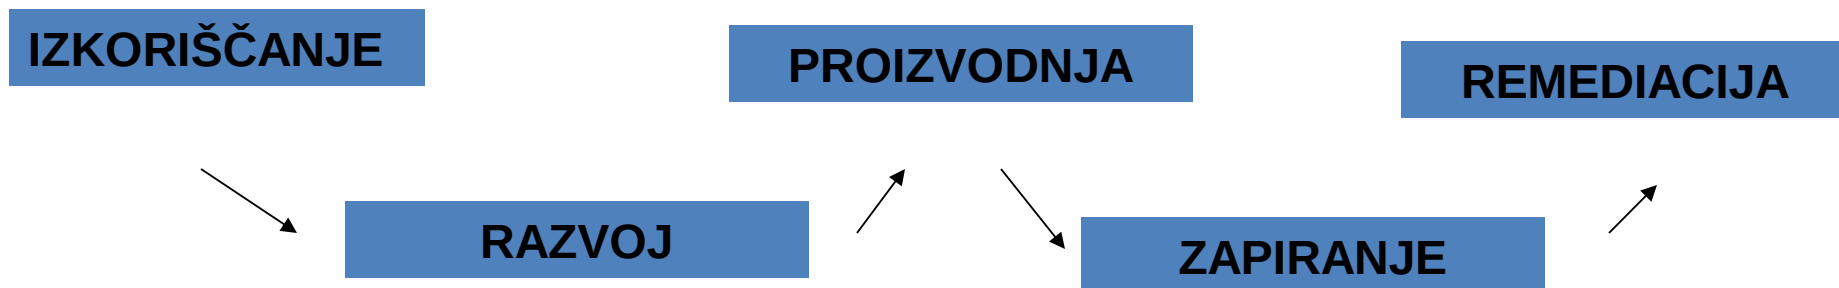 IZKORIŠČANJE
RAZVOJ
PROIZVODNJA
ZAPIRANJE
REMEDIACIJA